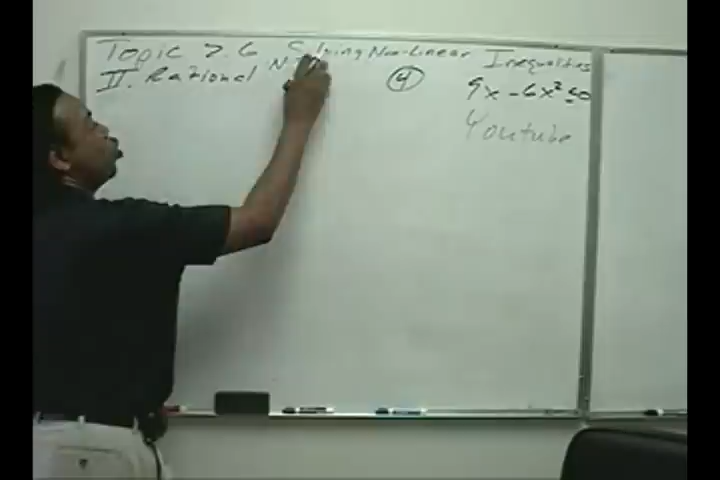 Topic 7.6 Solving Non-Linear Inequalities
II. Rational
④
9x - 6x² ≤ 0
Youtube